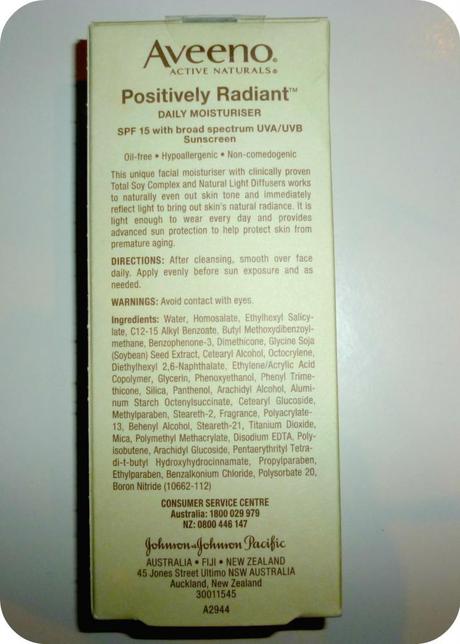 Aveeno®
ACTIVE NATURALS®
Positively Radiant™
DAILY MOISTURISER
SPF 15 with broad spectrum UVA/UVB
Sunscreen
Oil-free • Hypoallergenic • Non-comedogenic
This unique facial moisturiser with clinically proven
Total Soy Complex and Natural Light Diffusers works
to naturally even out skin tone and immediately
reflect light to bring out skin's natural radiance. It is
light enough to wear every day and provides
advanced sun protection to help protect skin from
premature aging.
DIRECTIONS: After cleansing, smooth over face
daily. Apply evenly before sun exposure and as
needed.
WARNINGS: Avoid contact with eyes.
Ingredients: Water, Homosalate, Ethylhexyl Salicy-
late, C12-15 Alkyl Benzoate, Butyl Methoxydibenzoyl-
methane, Benzophenone-3, Dimethicone, Glycine Soja
(Soybean) Seed Extract, Cetearyl Alcohol, Octocrylene,
Diethylhexyl 2,6-Naphthalate, Ethylene/Acrylic Acid
Copolymer, Glycerin, Phenoxyethanol, Phenyl Trime-
thicone, Silica, Panthenol, Arachidyl Alcohol, Alumi-
num Starch Octenylsuccinate, Cetearyl Glucoside,
Methylparaben, Steareth-2, Fragrance, Polyacrylate-
13, Behenyl Alcohol, Steareth-21, Titanium Dioxide,
Mica, Polymethyl Methacrylate, Disodium EDTA, Poly-
isobutene, Arachidyl Glucoside, Pentaerythrityl Tetra-
di-t-butyl Hydroxyhydrocinnamate, Propylparaben,
Ethylparaben, Benzalkonium Chloride, Polysorbate 20,
Boron Nitride (10662-112)
CONSUMER SERVICE CENTRE
Australia: 1800 029 979
NZ: 0800 446 147
Johnson & Johnson Pacific
AUSTRALIA • FIJI • NEW ZEALAND
45 Jones Street Ultimo NSW AUSTRALIA
Auckland, New Zealand
30011545
A2944